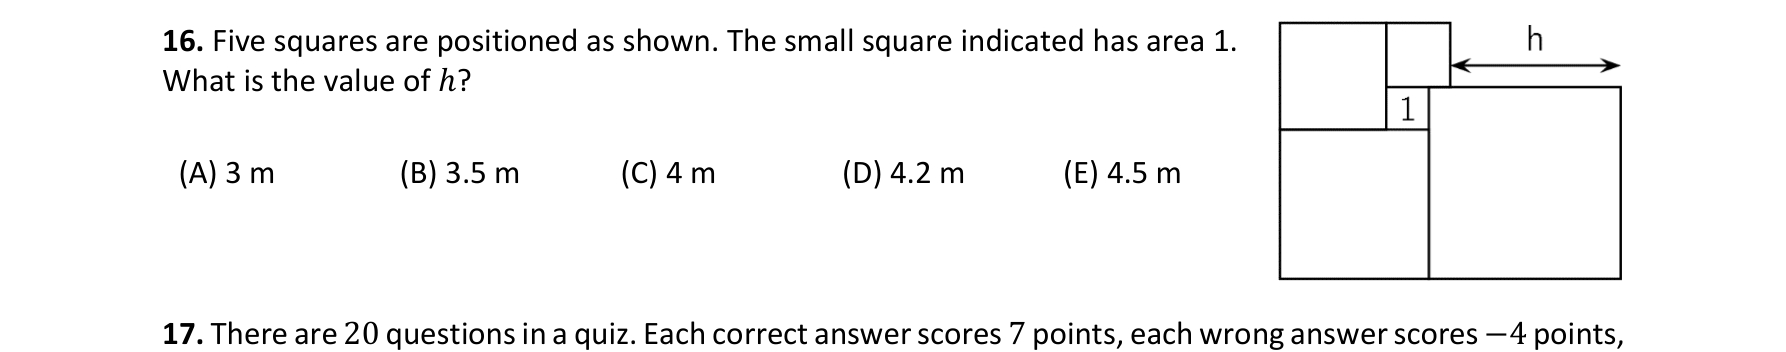 16. Five squares are positioned as shown. The small square indicated has area 1.
What is the value of h?
h
1
(A) 3 m (B) 3.5 m (C) 4 m (D) 4.2 m (E) 4.5 m
17. There are 20 questions in a quiz. Each correct answer scores 7 points, each wrong answer scores −4 points,